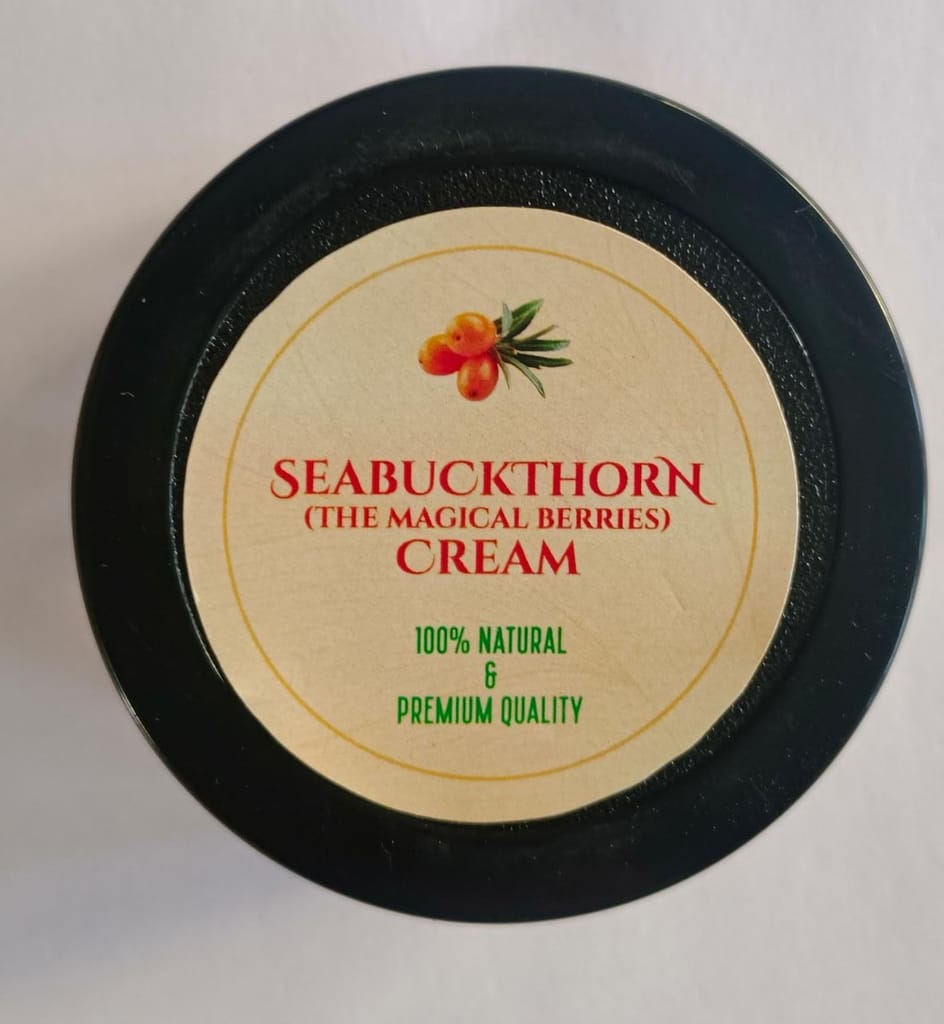 SEABUCKTHORN
(THE MAGICAL BERRIES)
CREAM
100% NATURAL
&
PREMIUM QUALITY